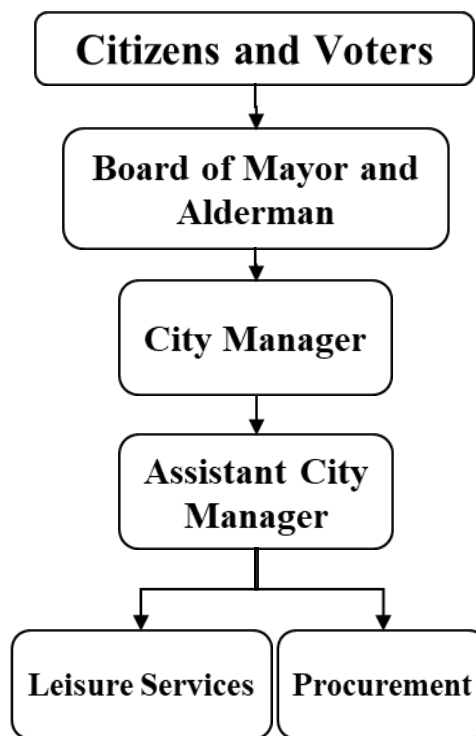 Citizens and Voters
Board of Mayor and
Alderman
City Manager
Assistant City
Manager
Leisure Services
Procurement